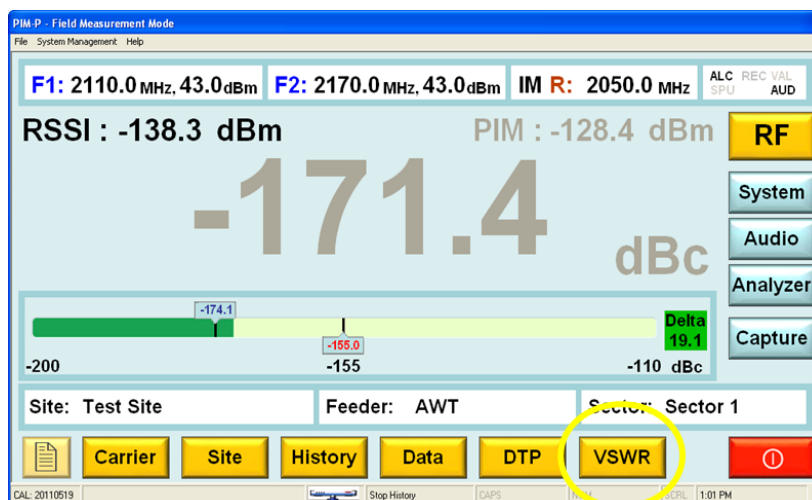 PIM-P - Field Measurement Mode
File System Management Help
F1: 2110.0 MHz, 43.0dBm F2: 2170.0 MHz, 43.0dBm IM R: 2050.0 MHz ALC REC VAL
SPU AUD
RSSI : -138.3 dBm PIM : -128.4 dBm RF
-171.4 dBc
System
Audio
Analyzer
Capture
-174.1
-155.0
Delta
19.1
-200 -155 -110 dBc
Site: Test Site Feeder: AWT Sector: Sector 1
Carrier Site History Data DTP VSWR
CAL: 20110519 Stop History CAPS NUM SCRL 1:01 PM